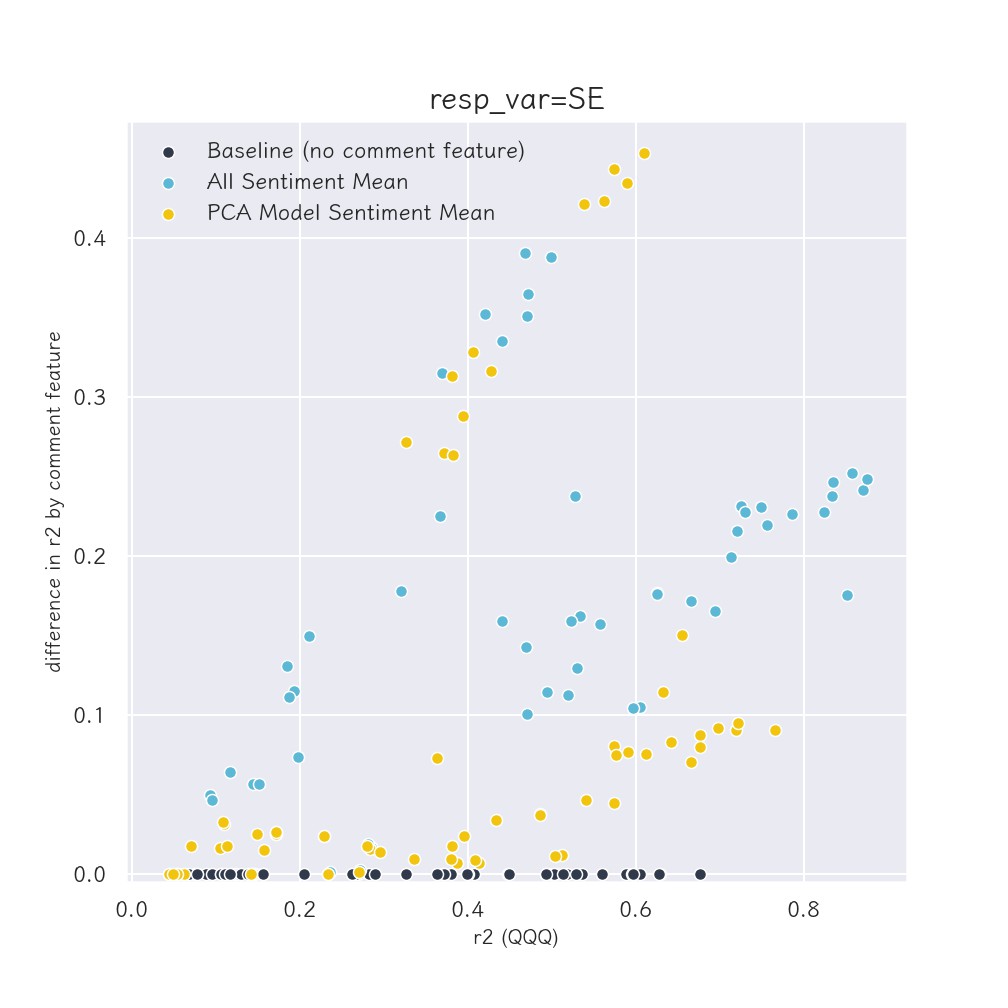 resp_var=SE
Baseline (no comment feature)
All Sentiment Mean
PCA Model Sentiment Mean
difference in r2 by comment feature
0.4
0.3
0.2
0.1
0.0
0.0 0.2 0.4 0.6 0.8
r2 (QQQ)